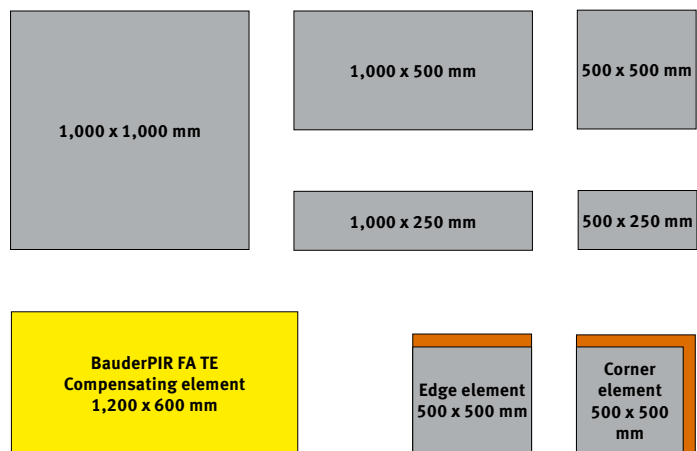 1,000 x 1,000 mm
1,000 x 500 mm
500 x 500 mm
1,000 x 250 mm
500 x 250 mm
BauderPIR FA TE
Compensating element
1,200 x 600 mm
Edge element
500 x 500 mm
Corner
element
500 x 500
mm